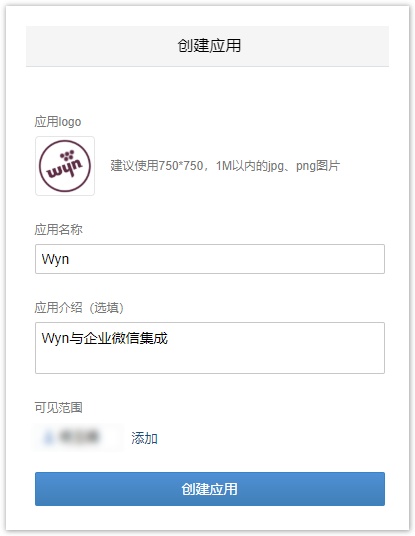 创建应用
应用logo
wyn
建议使用750*750，1M以内的jpg、png图片
应用名称
Wyn
应用介绍（选填）
Wyn与企业微信集成
可见范围
添加
创建应用